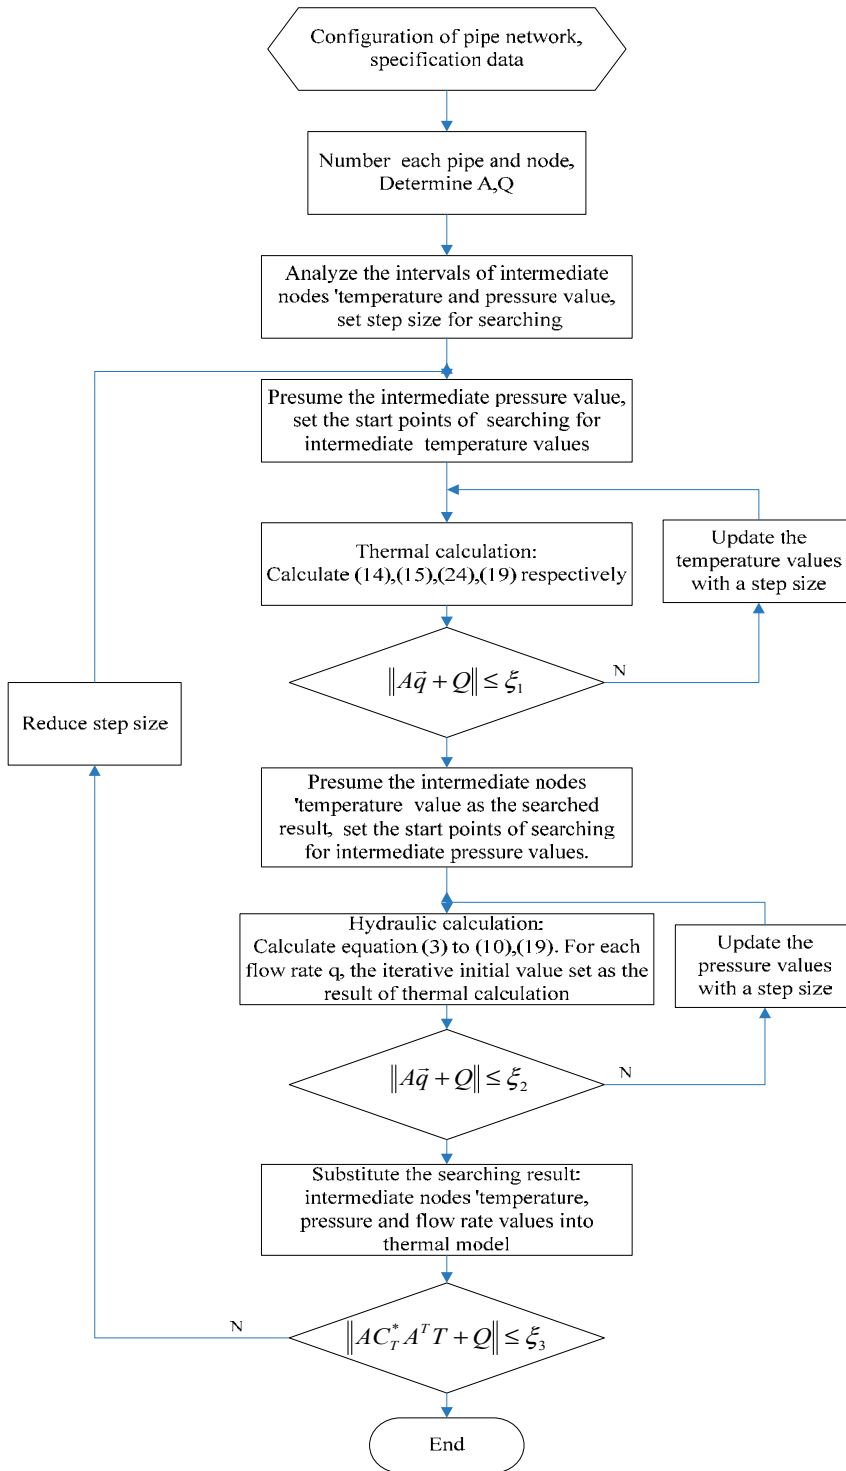 Configuration of pipe network,
specification data
Number each pipe and node,
Determine A,Q
Analyze the intervals of intermediate
nodes 'temperature and pressure value,
set step size for searching
Presume the intermediate pressure value,
set the start points of searching for
intermediate temperature values
Thermal calculation:
Calculate (14),(15),(24),(19) respectively
Update the
temperature values
with a step size
‖Aq⃗ + Q‖ ≤ ξ₁
N
Reduce step size
Presume the intermediate nodes
'temperature value as the searched
result, set the start points of searching
for intermediate pressure values.
Hydraulic calculation:
Calculate equation (3) to (10),(19). For each
flow rate q, the iterative initial value set as the
result of thermal calculation
Update the
pressure values
with a step size
‖Aq⃗ + Q‖ ≤ ξ₂
N
Substitute the searching result:
intermediate nodes 'temperature,
pressure and flow rate values into
thermal model
N
‖AC*_T A^T T + Q‖ ≤ ξ₃
End